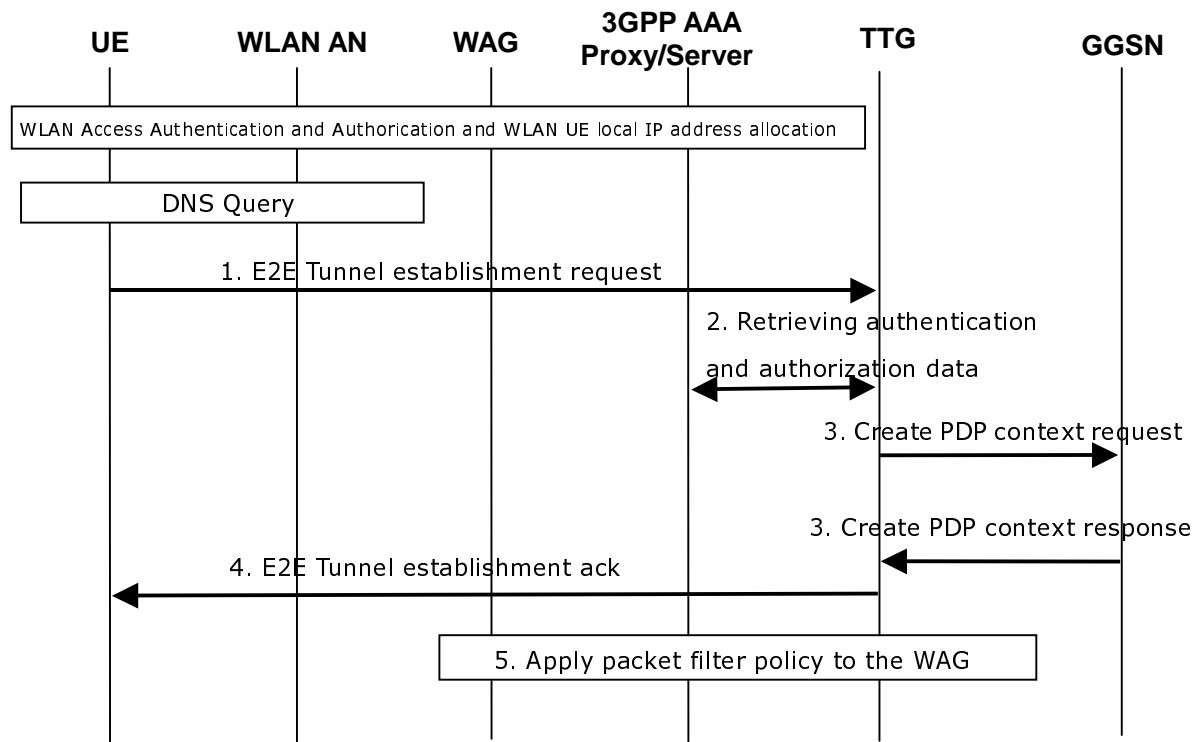 UE
WLAN AN
WAG
3GPP AAA
Proxy/Server
TTG
GGSN
WLAN Access Authentication and Authorication and WLAN UE local IP address allocation
DNS Query
1. E2E Tunnel establishment request
2. Retrieving authentication
and authorization data
3. Create PDP context request
3. Create PDP context response
4. E2E Tunnel establishment ack
5. Apply packet filter policy to the WAG